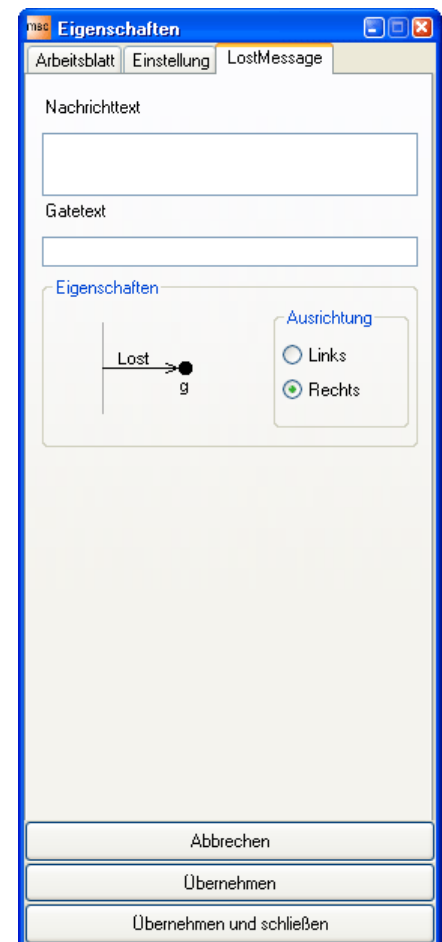 msc Eigenschaften
Arbeitsblatt Einstellung LostMessage
Nachrichttext
Gatetext
Eigenschaften
Lost
g
Ausrichtung
Links
Rechts
Abbrechen
Übernehmen
Übernehmen und schließen